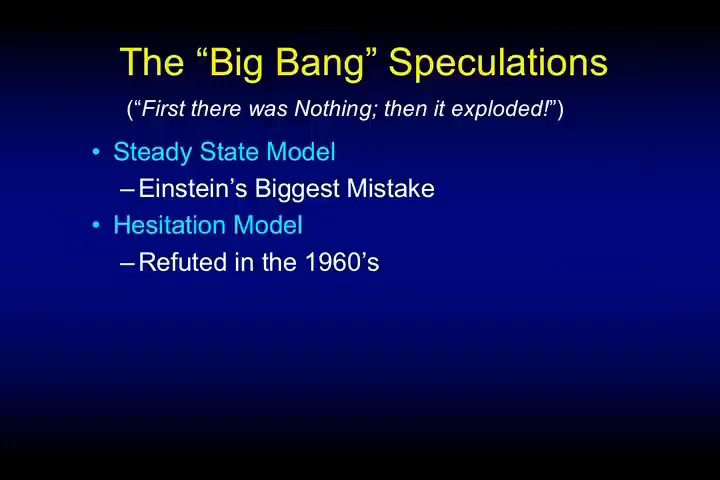 The “Big Bang” Speculations
(“First there was Nothing; then it exploded!”)
• Steady State Model
– Einstein’s Biggest Mistake
• Hesitation Model
– Refuted in the 1960’s